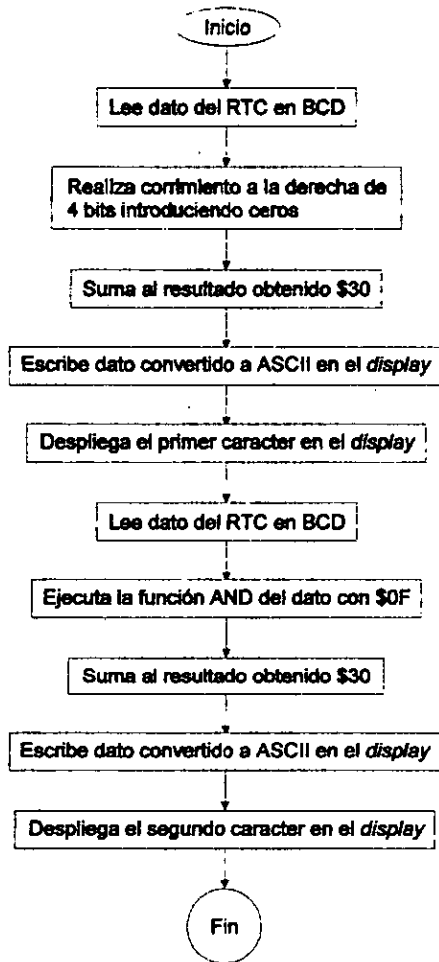 Inicio
Lee dato del RTC en BCD
Realiza corrimiento a la derecha de
4 bits introduciendo ceros
Suma al resultado obtenido $30
Escribe dato convertido a ASCII en el display
Despliega el primer caracter en el display
Lee dato del RTC en BCD
Ejecuta la función AND del dato con $0F
Suma al resultado obtenido $30
Escribe dato convertido a ASCII en el display
Despliega el segundo caracter en el display
Fin